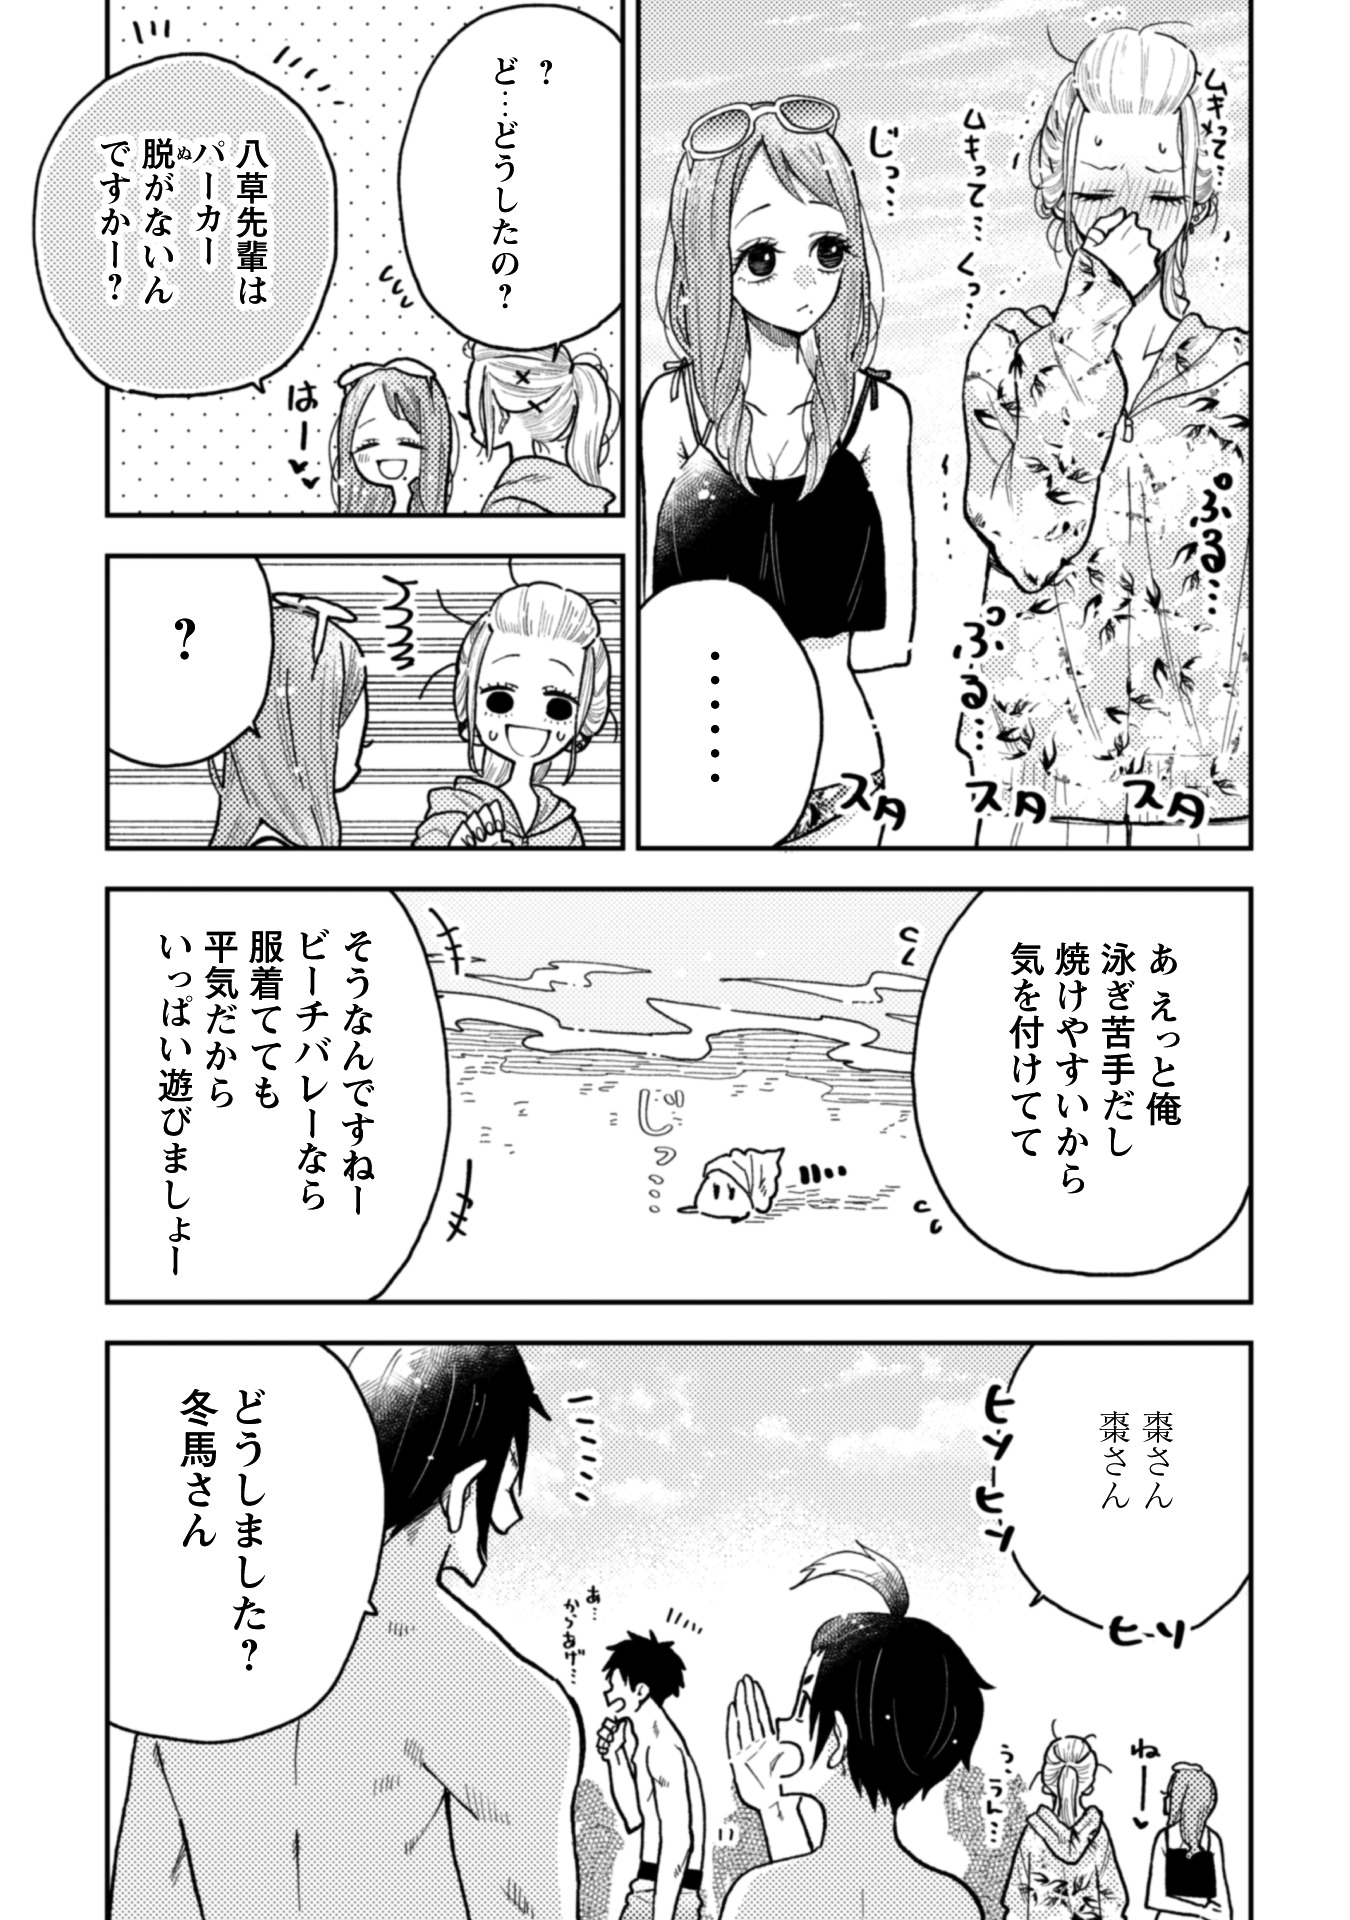 ムキって…
ムキって…
くっ…
じっ…
ぷる…
ぷる…
スタ
スタ
スタ
……
？
ど…どうしたの？
八草先輩は
パーカー
脱がないん
ぬ
ですかー？
はー
？
あ えっと俺
泳ぎ苦手だし
焼けやすいから
気を付けてて
じっ…
そうなんですねー
ビーチバレーなら
服着てても
平気だから
いっぱい遊びましょー
棗さん
棗さん
ヒソ
ヒソ
ヒソ
どうしました？
冬馬さん
あ…
からあげ…
う、うん…
ねー